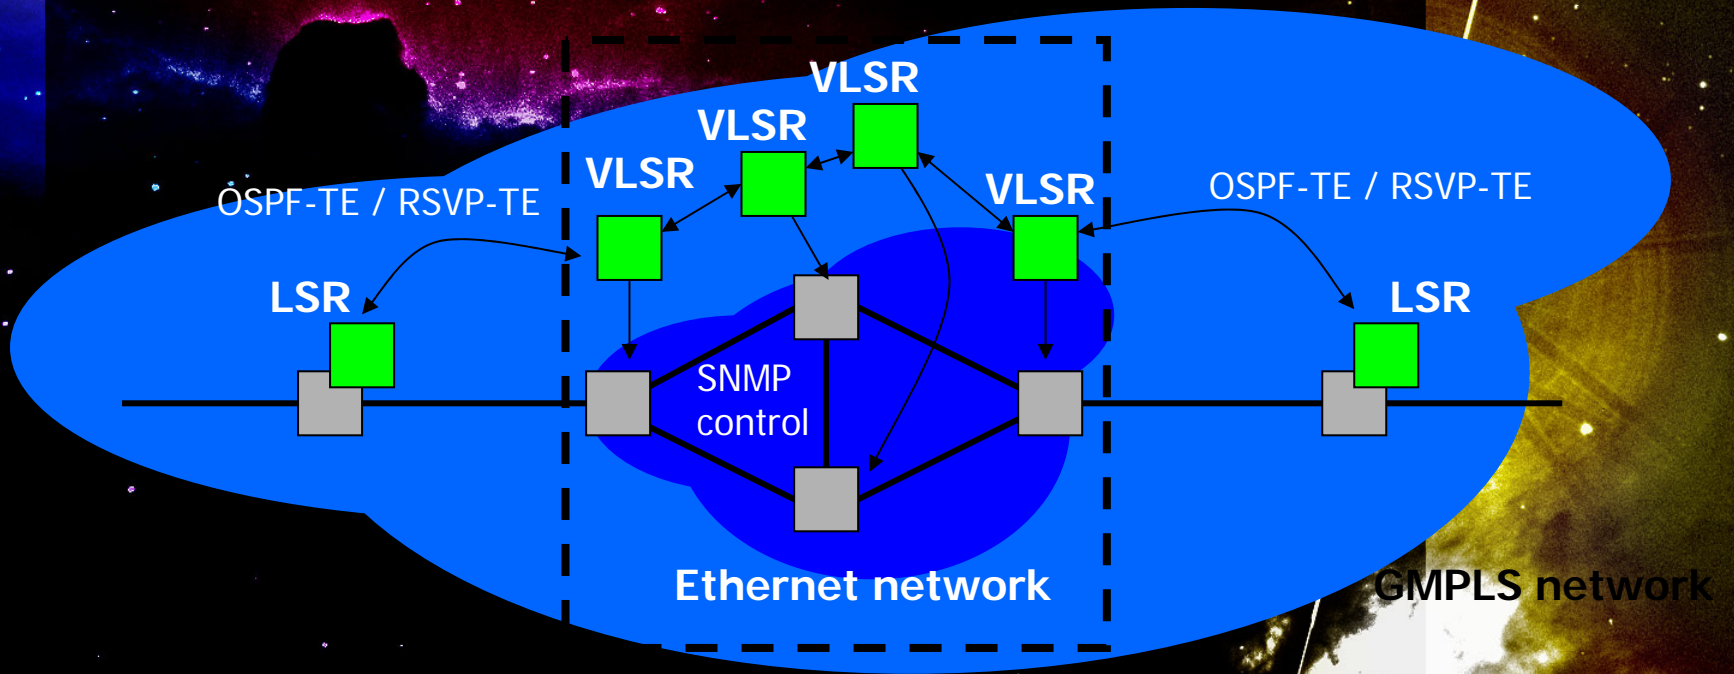 VLSR
VLSR
VLSR
VLSR
OSPF-TE / RSVP-TE
OSPF-TE / RSVP-TE
LSR
LSR
SNMP
control
Ethernet network
GMPLS network